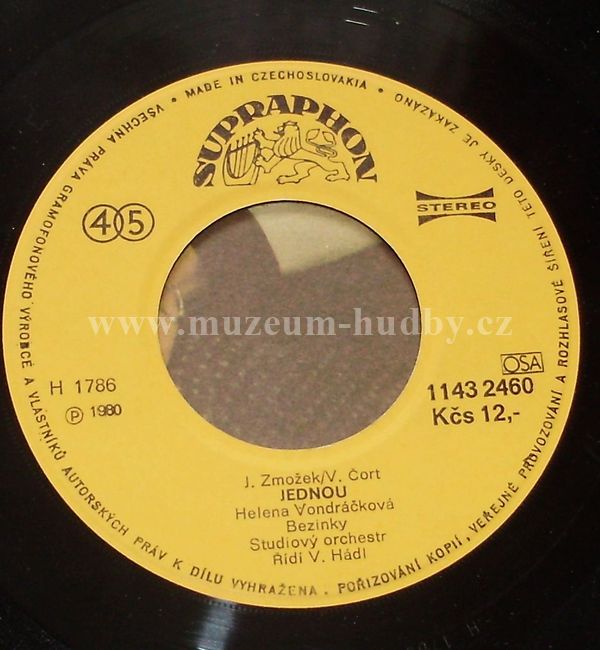 VŠECHNA PRÁVA GRAMOFONOVÉHO VÝROBCE A VLASTNÍKŮ AUTORSKÝCH PRÁV K DÍLU VYHRAŽENA. POŘIZOVÁNÍ KOPIÍ, VEŘEJNÉ PROVOZOVÁNÍ A ROZHLASOVÉ ŠÍŘENÍ TÉTO DESKY JE ZAKÁZÁNO
• MADE IN CZECHOSLOVAKIA •
SUPRAPHON
45
STEREO
www.muzeum-hudby.cz
OSA
H 1786
1143 2460
Ⓟ 1980
Kčs 12,-
J. Zmožek/V. Čort
JEDNOU
Helena Vondráčková
Bezinky
Studiový orchestr
Řídí V. Hádl